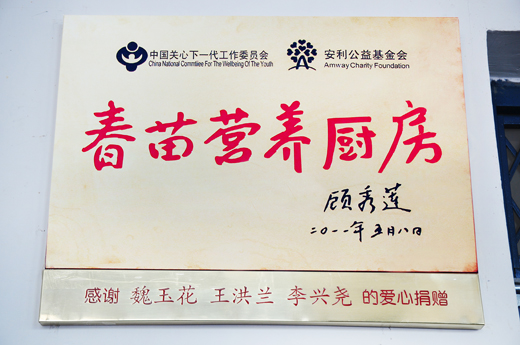 中国关心下一代工作委员会
China National Committee For The Wellbeing Of The Youth
安利公益基金会
Amway Charity Foundation
春苗营养厨房
顾秀莲
二〇一一年五月八日
感谢 魏玉花 王洪兰 李兴尧 的爱心捐赠